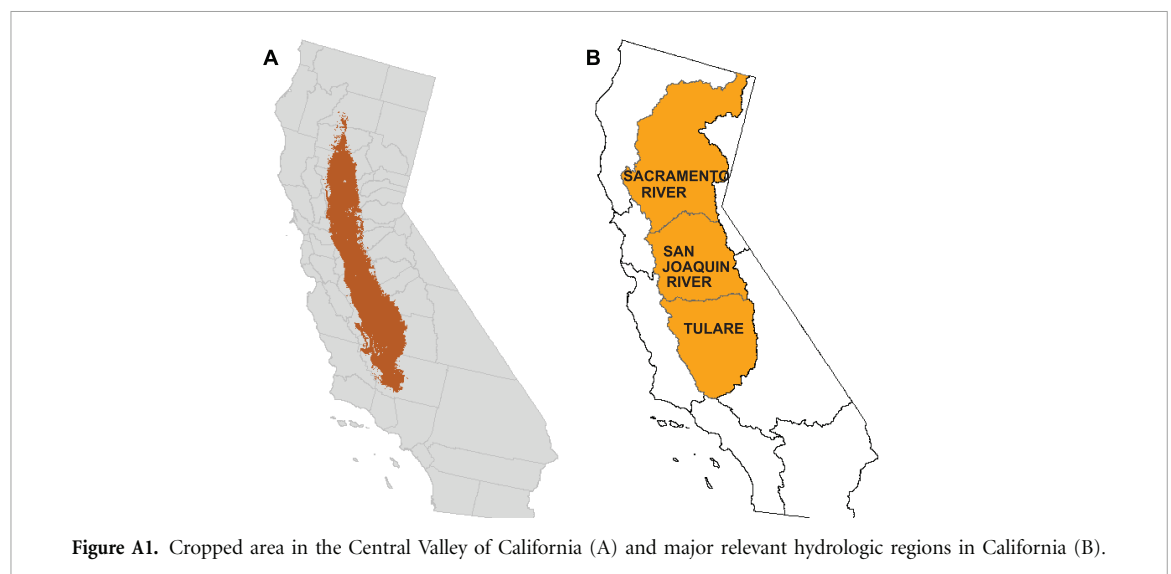 A
B
SACRAMENTO
RIVER
SAN
JOAQUIN
RIVER
TULARE
Figure A1. Cropped area in the Central Valley of California (A) and major relevant hydrologic regions in California (B).